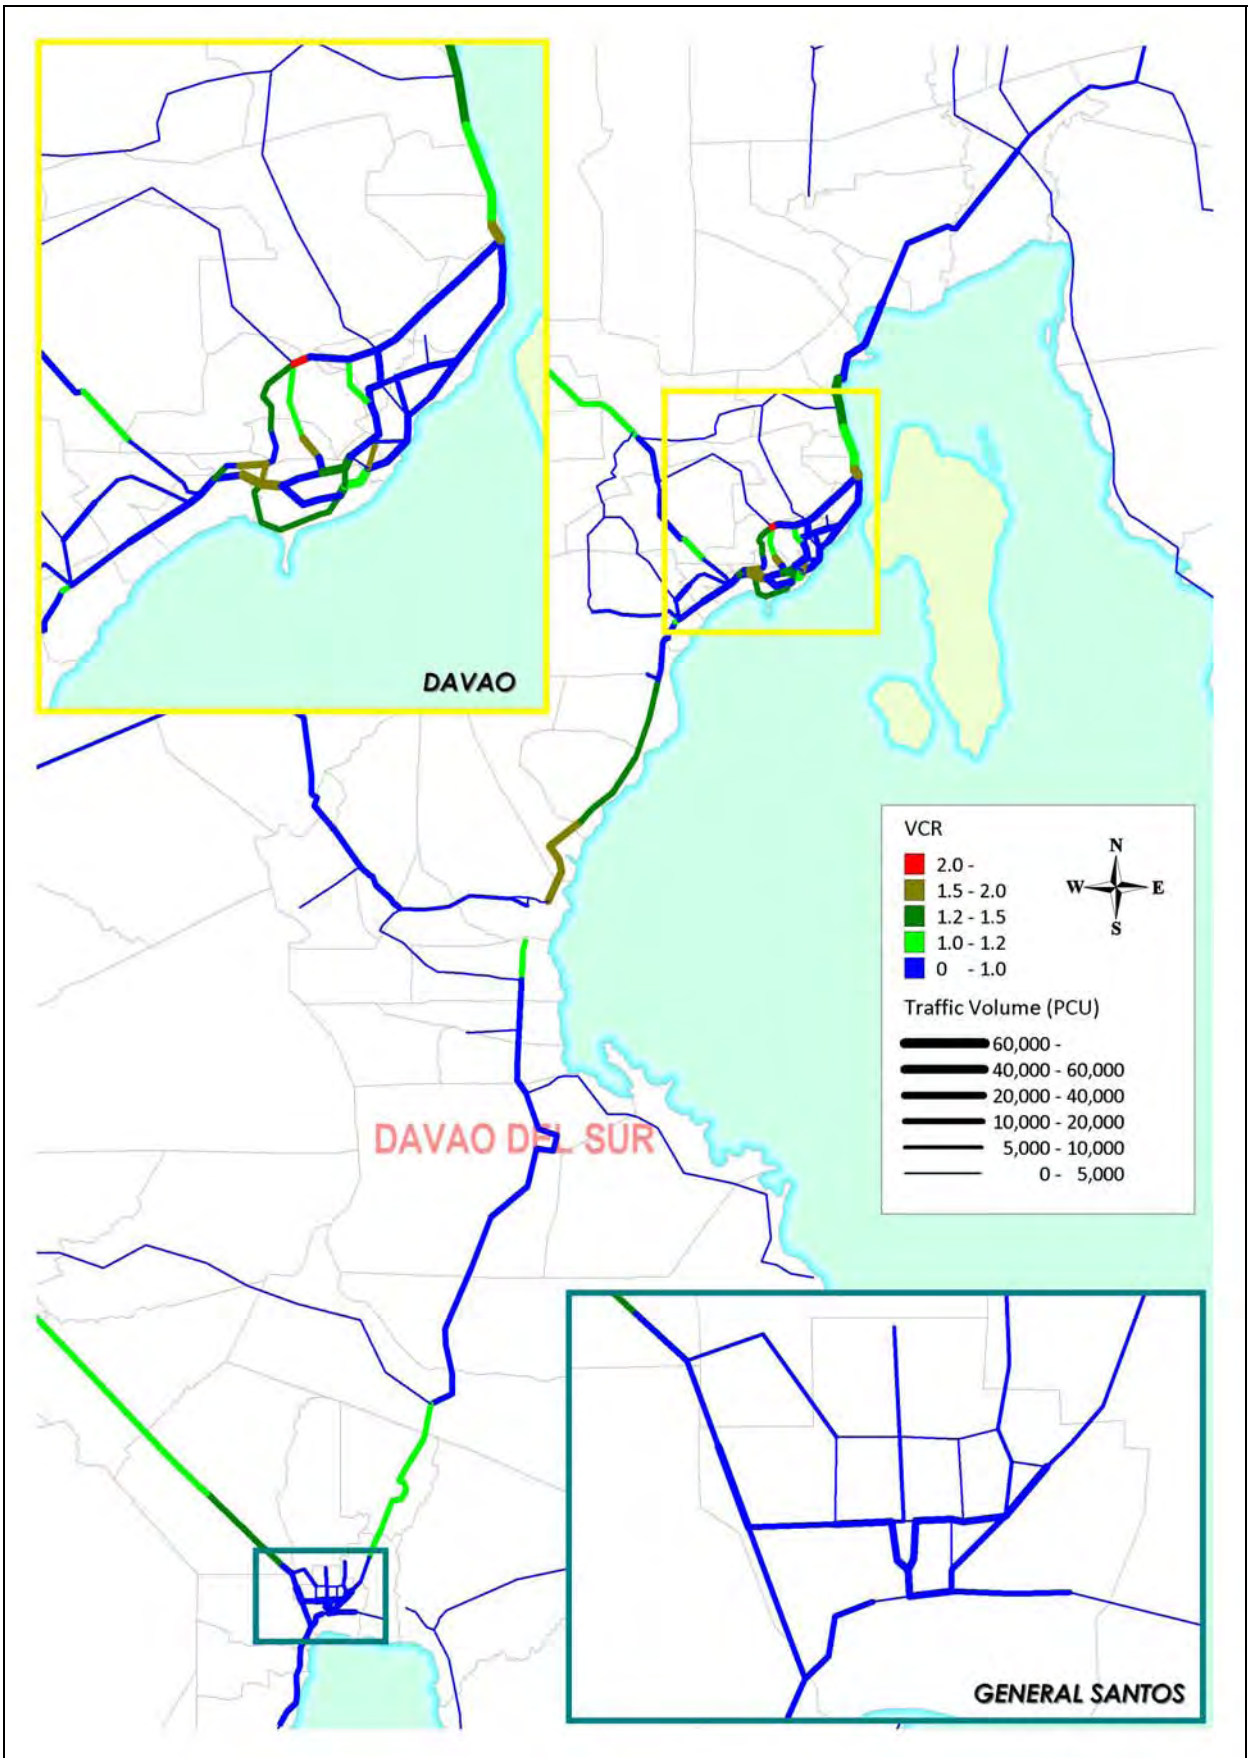 DAVAO
VCR
2.0 -
1.5 - 2.0
1.2 - 1.5
1.0 - 1.2
0 - 1.0
N
W E
S
Traffic Volume (PCU)
60,000 -
40,000 - 60,000
20,000 - 40,000
10,000 - 20,000
5,000 - 10,000
0 - 5,000
DAVAO DEL SUR
GENERAL SANTOS